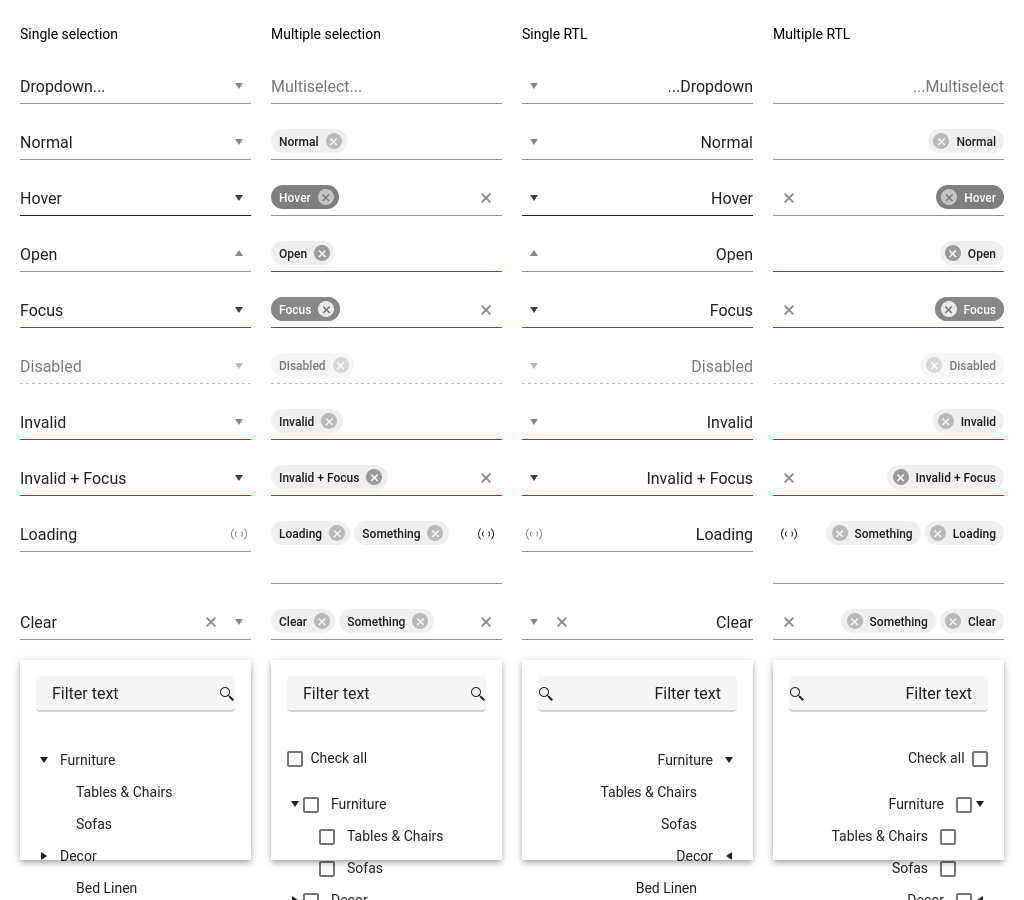 Single selection Multiple selection Single RTL Multiple RTL
Dropdown... Multiselect... ...Dropdown ...Multiselect
Normal Normal Normal Normal
Hover Hover Hover Hover
Open Open Open Open
Focus Focus Focus Focus
Disabled Disabled Disabled Disabled
Invalid Invalid Invalid Invalid
Invalid + Focus Invalid + Focus Invalid + Focus Invalid + Focus
Loading Loading Something Loading Something Loading
Clear Clear Something Clear Something Clear
Filter text Filter text Filter text Filter text
Furniture Check all Furniture Check all
Tables & Chairs Furniture Tables & Chairs Furniture
Sofas Tables & Chairs Sofas Tables & Chairs
Decor Sofas Decor Sofas
Bed Linen Decor Bed Linen Decor